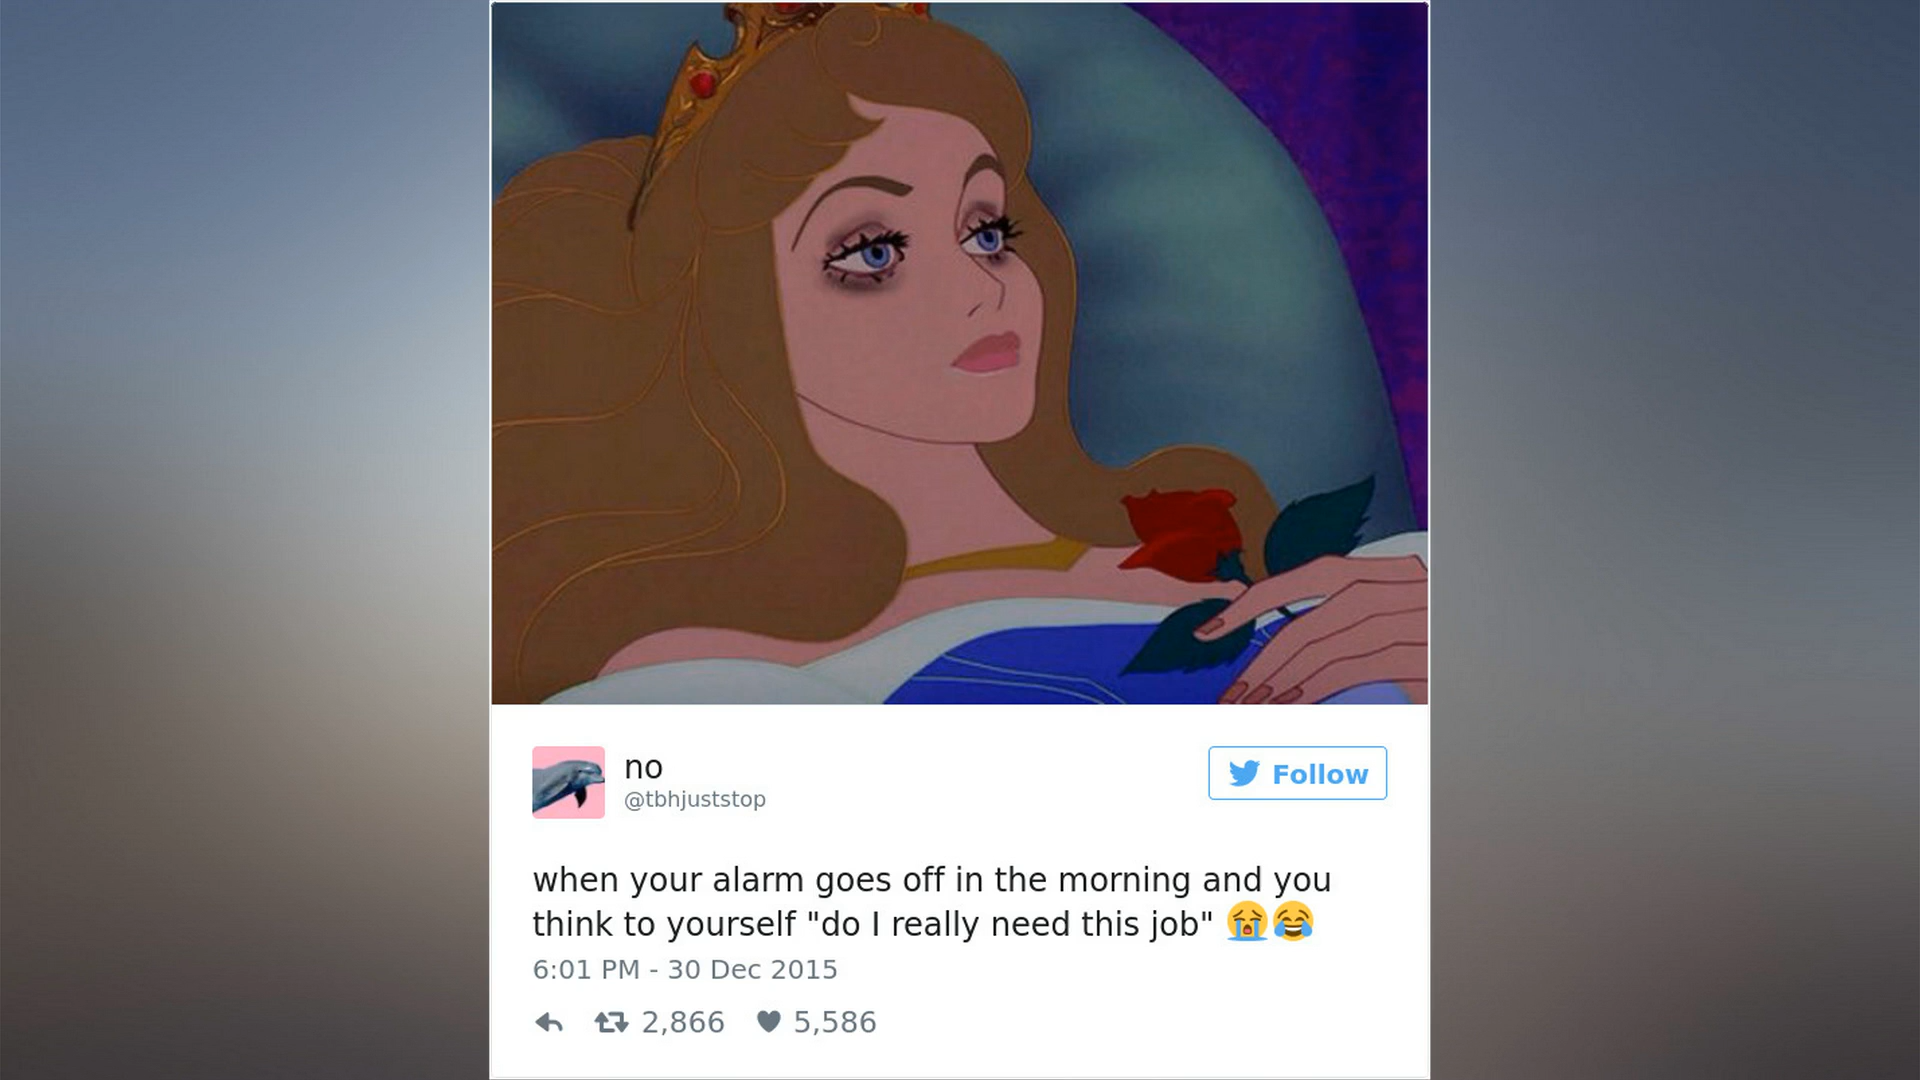 no
@tbhjuststop
Follow
when your alarm goes off in the morning and you
think to yourself "do I really need this job" 😭😂
6:01 PM - 30 Dec 2015
2,866 5,586